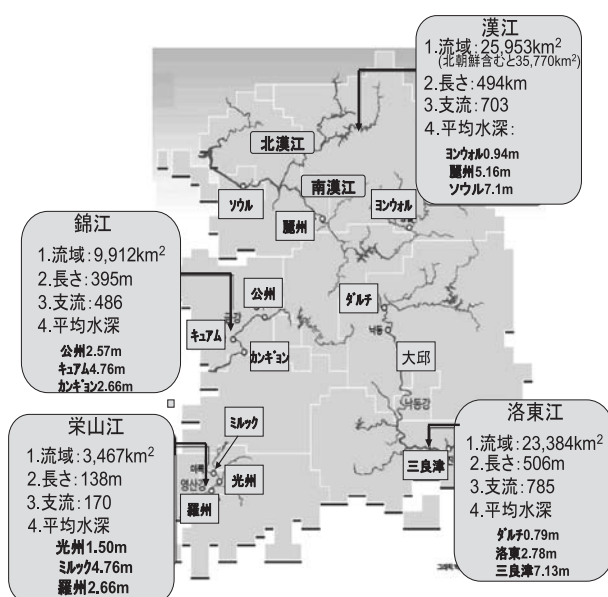 漢江
1.流域:25,953km²
(北朝鮮含むと35,770km²)
2.長さ:494km
3.支流:703
4.平均水深:
ヨンウォル0.94m
麗州5.16m
ソウル7.1m
北漢江
南漢江
ソウル
麗州
ヨンウォル
錦江
1.流域:9,912km²
2.長さ:395m
3.支流:486
4.平均水深
公州2.57m
キュアム4.76m
カンギョン2.66m
公州
キュアム
カンギョン
ダルチ
낙동
大邱
낙동강
栄山江
1.流域:3,467km²
2.長さ:138m
3.支流:170
4.平均水深
光州1.50m
ミルック4.76m
羅州2.66m
ミルック
光州
영산강
羅州
洛東江
1.流域:23,384km²
2.長さ:506m
3.支流:785
4.平均水深
ダルチ0.79m
洛東2.78m
三良津7.13m
三良津